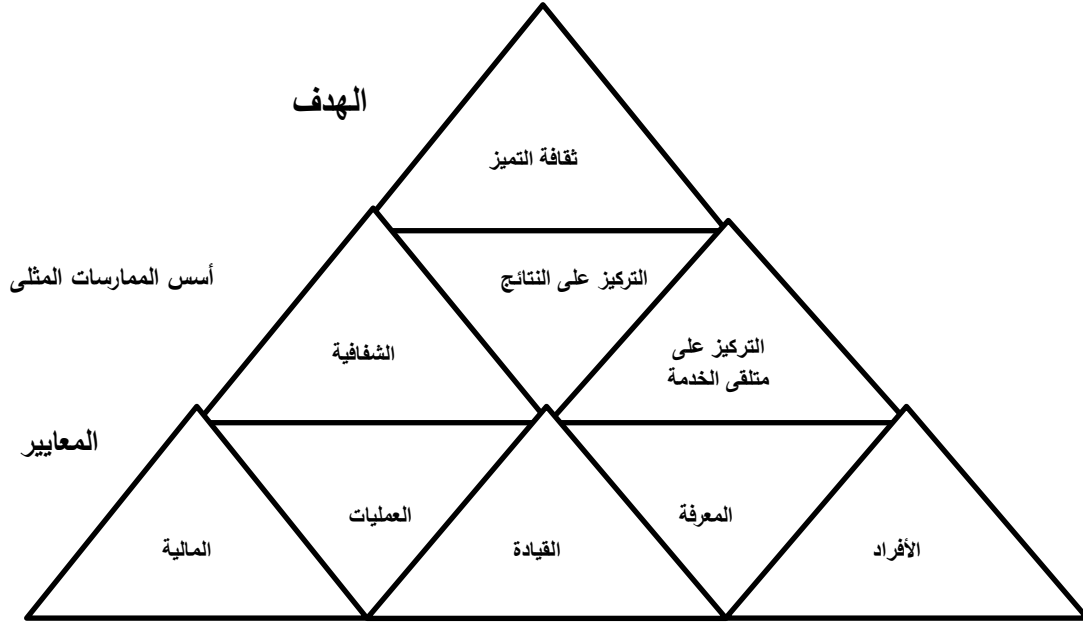 الهدف
ثقافة التميز
أسس الممارسات المثلى
التركيز على النتائج
التركيز على
متلقى الخدمة
الشفافية
المعايير
الأفراد
المعرفة
القيادة
العمليات
المالية